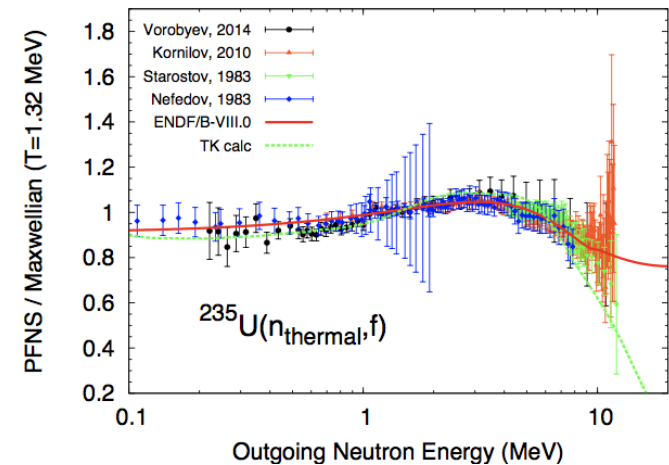 PFNS / Maxwellian (T=1.32 MeV)
1.8
1.6
1.4
1.2
1
0.8
0.6
0.4
0.2
Vorobyev, 2014
Kornilov, 2010
Starostov, 1983
Nefedov, 1983
ENDF/B-VIII.0
TK calc
²³⁵U(n_thermal,f)
0.1 1 10
Outgoing Neutron Energy (MeV)